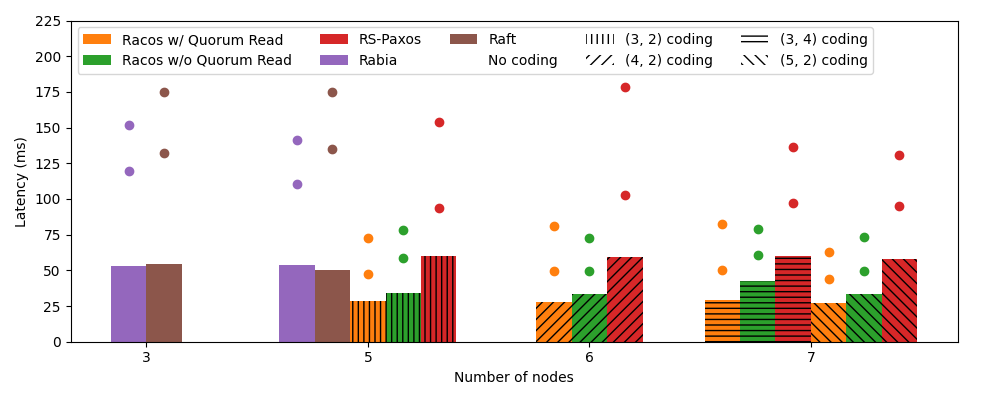 Racos w/ Quorum Read
Racos w/o Quorum Read
RS-Paxos
Rabia
Raft
No coding
(3, 2) coding
(4, 2) coding
(3, 4) coding
(5, 2) coding
Latency (ms)
225
200
175
150
125
100
75
50
25
0
3 5 6 7
Number of nodes